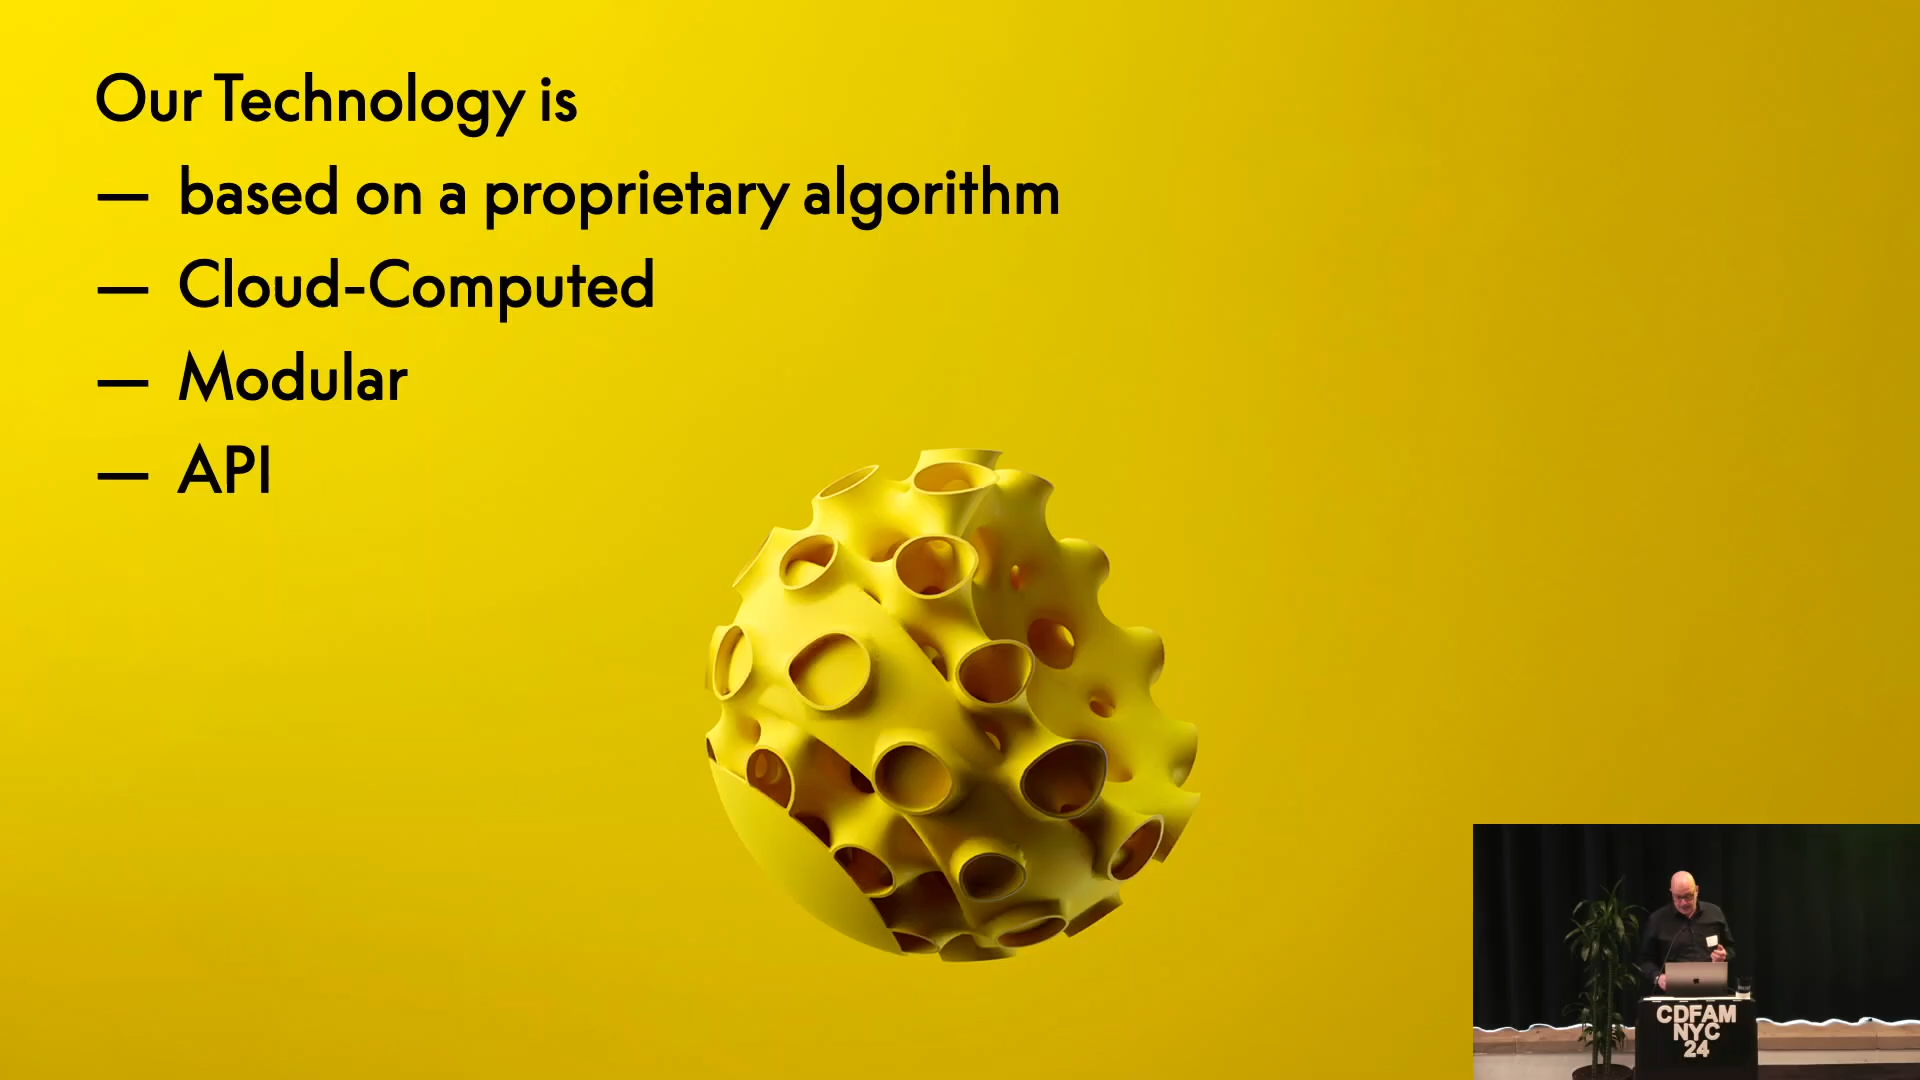 Our Technology is
— based on a proprietary algorithm
— Cloud-Computed
— Modular
— API
CDFAM
NYC
24